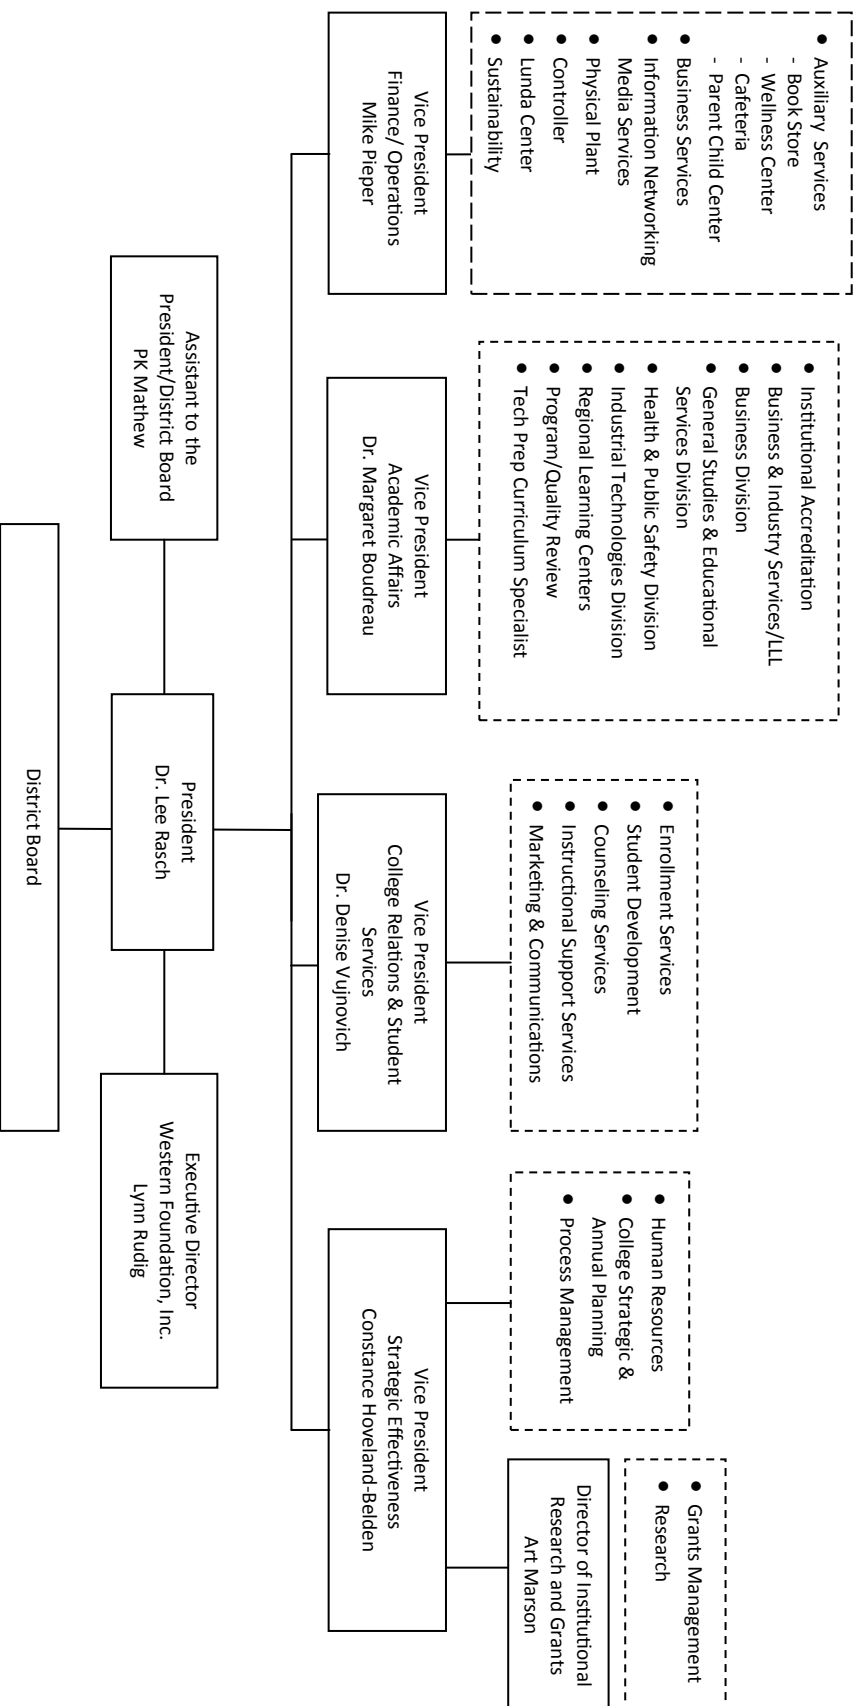 ● Auxiliary Services
- Book Store
- Wellness Center
- Cafeteria
- Parent Child Center
● Business Services
● Information Networking
Media Services
● Physical Plant
● Controller
● Lunda Center
● Sustainability
Vice President
Finance/ Operations
Mike Pieper
● Institutional Accreditation
● Business & Industry Services/LLL
● Business Division
● General Studies & Educational
Services Division
● Health & Public Safety Division
● Industrial Technologies Division
● Regional Learning Centers
● Program/Quality Review
● Tech Prep Curriculum Specialist
Vice President
Academic Affairs
Dr. Margaret Boudreau
● Enrollment Services
● Student Development
● Counseling Services
● Instructional Support Services
● Marketing & Communications
Vice President
College Relations & Student
Services
Dr. Denise Vujnovich
● Human Resources
● College Strategic &
Annual Planning
● Process Management
● Grants Management
● Research
Director of Institutional
Research and Grants
Art Marson
Vice President
Strategic Effectiveness
Constance Hoveland-Belden
Assistant to the
President/District Board
PK Mathew
President
Dr. Lee Rasch
Executive Director
Western Foundation, Inc.
Lynn Rudig
District Board